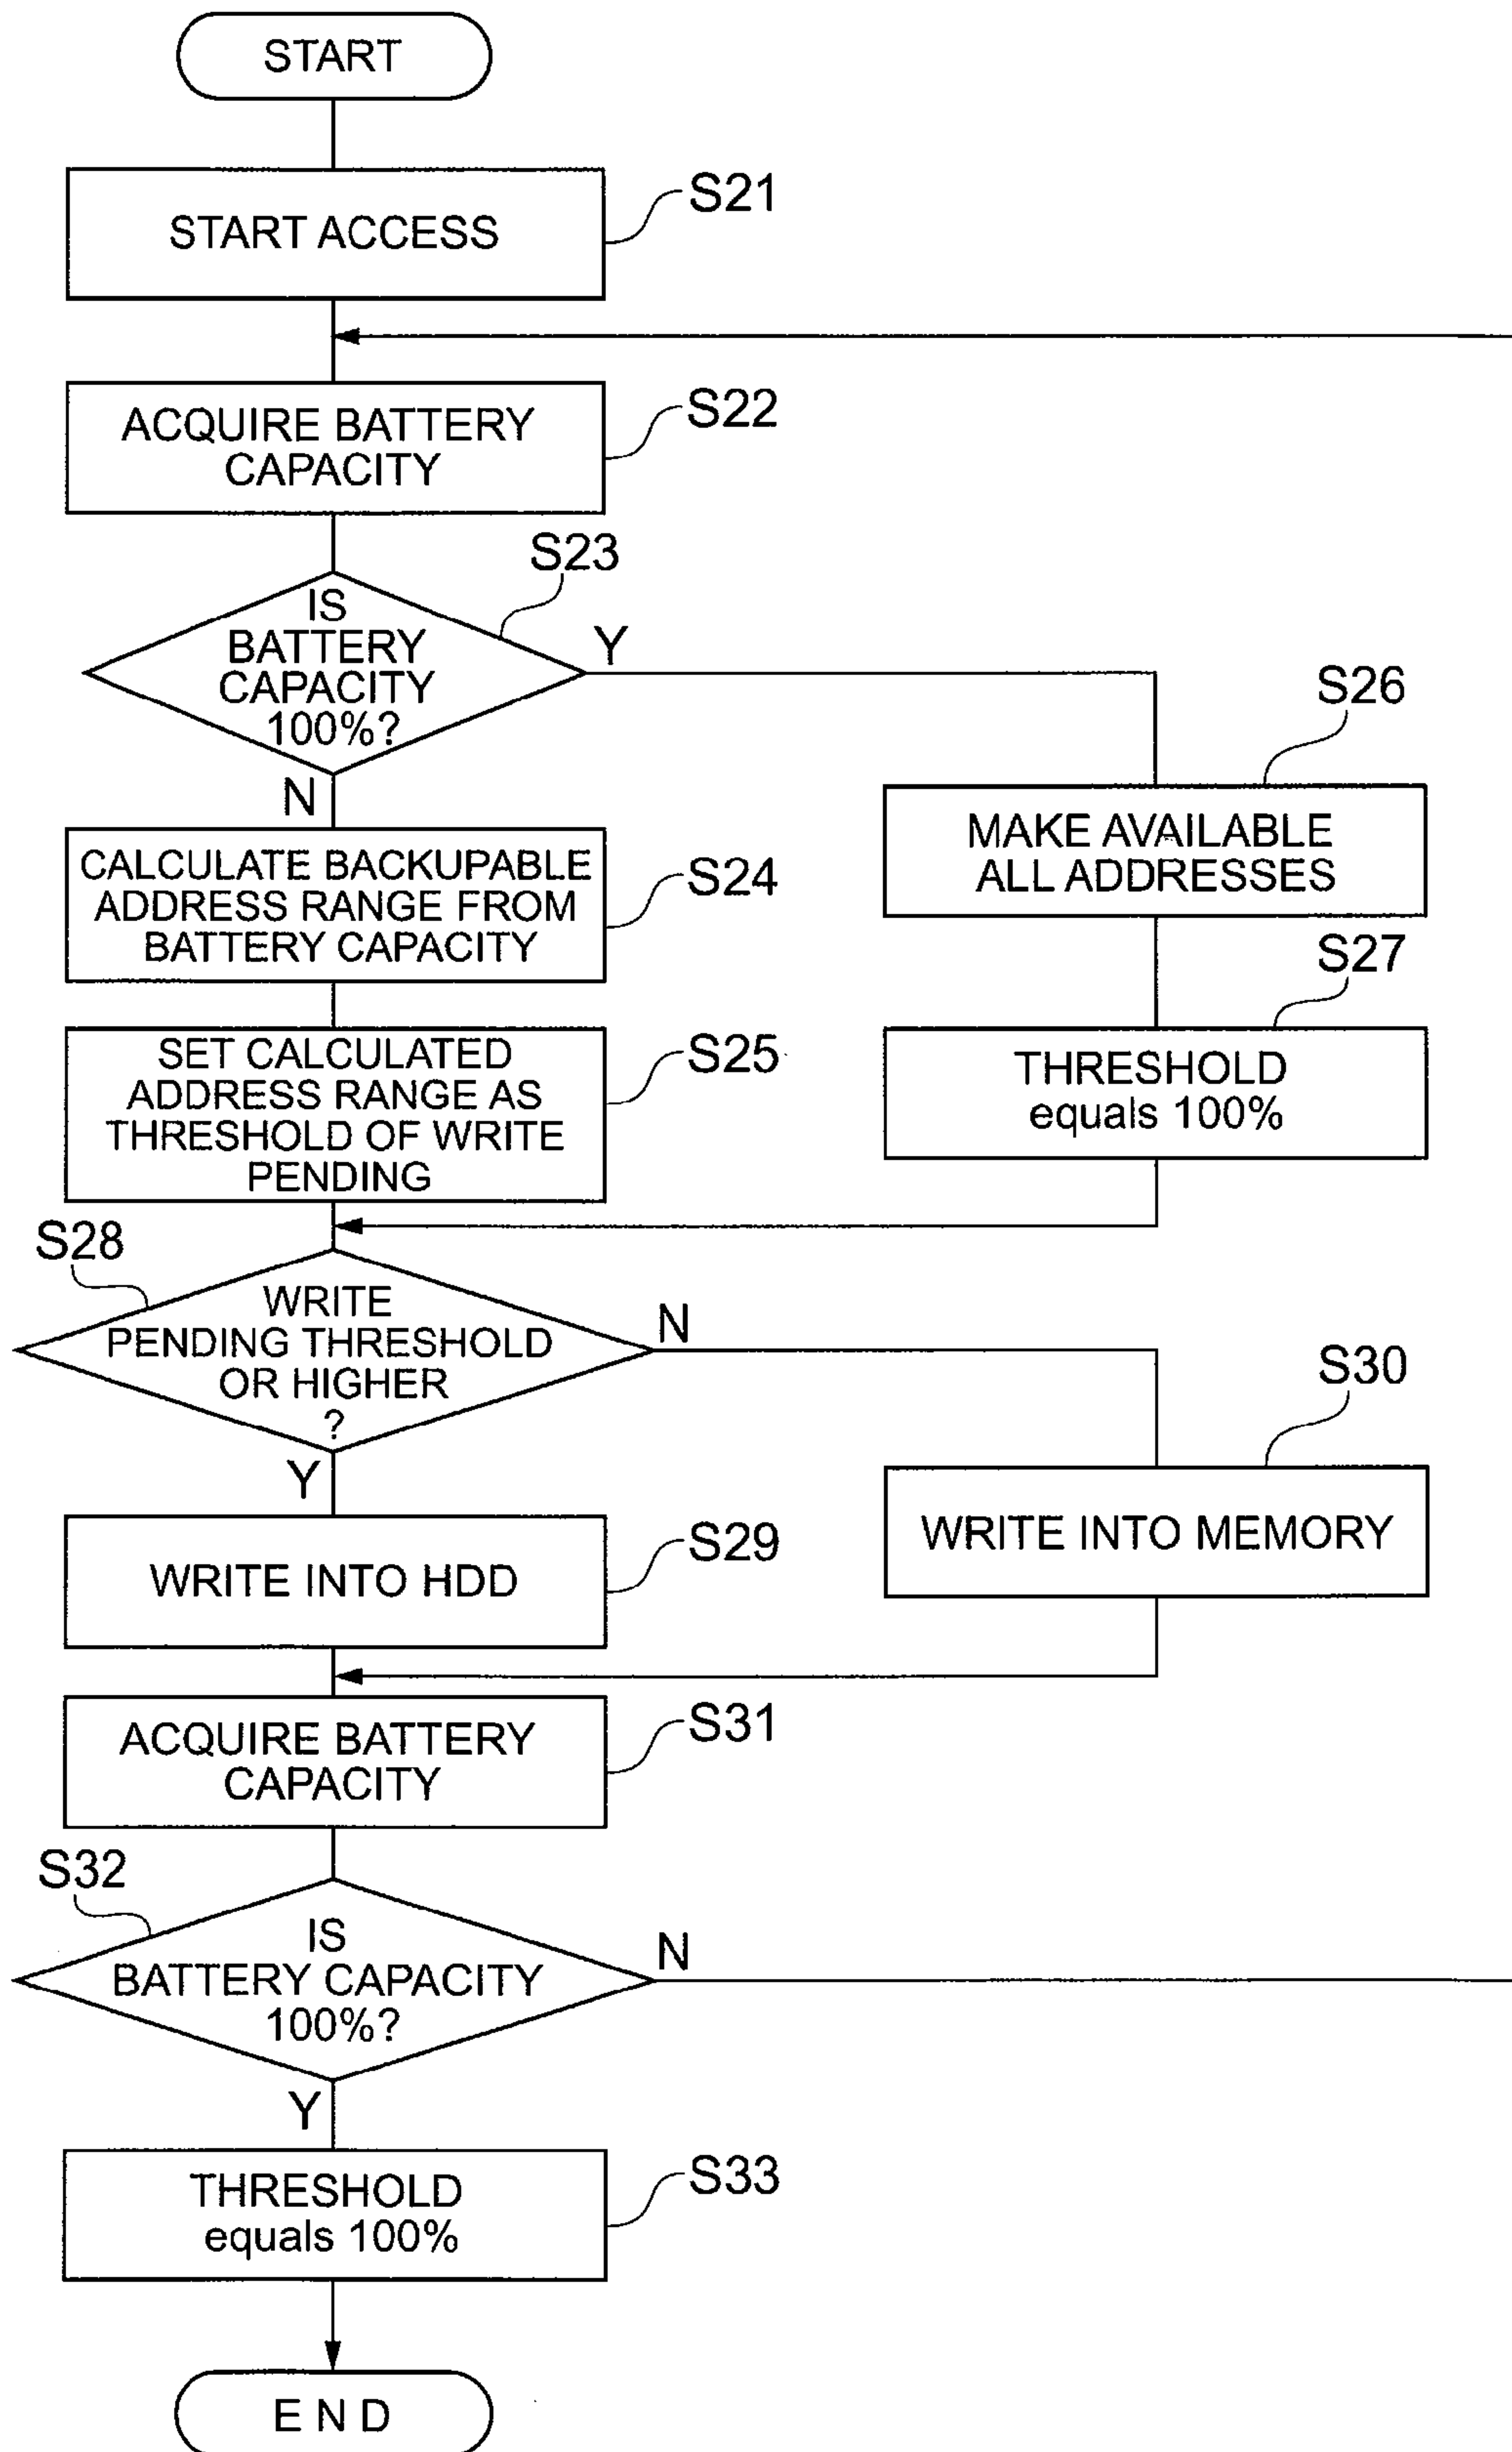 START
S21
START ACCESS
S22
ACQUIRE BATTERY
CAPACITY
S23
IS
BATTERY
CAPACITY
100%?
Y
N
S26
MAKE AVAILABLE
ALL ADDRESSES
S24
CALCULATE BACKUPABLE
ADDRESS RANGE FROM
BATTERY CAPACITY
S27
THRESHOLD
equals 100%
S25
SET CALCULATED
ADDRESS RANGE AS
THRESHOLD OF WRITE
PENDING
S28
WRITE
PENDING THRESHOLD
OR HIGHER
?
N
Y
S30
WRITE INTO MEMORY
S29
WRITE INTO HDD
S31
ACQUIRE BATTERY
CAPACITY
S32
IS
BATTERY CAPACITY
100%?
N
Y
S33
THRESHOLD
equals 100%
END